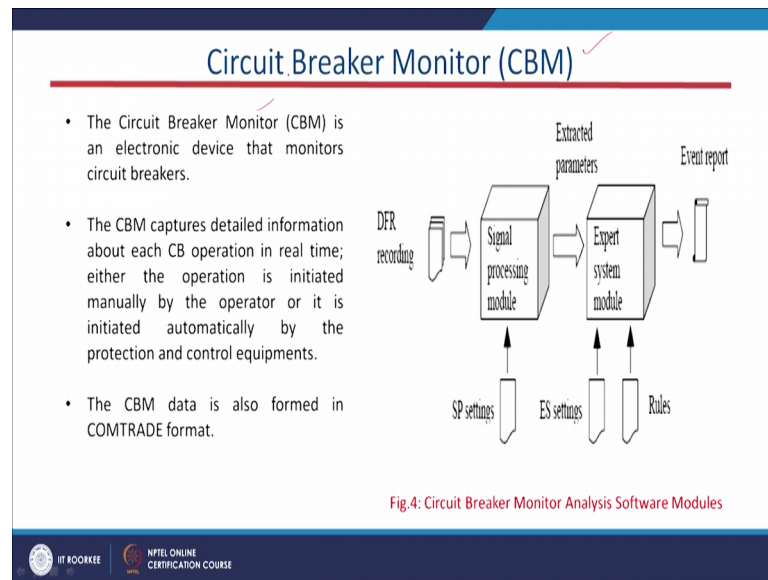 Circuit Breaker Monitor (CBM)
• The Circuit Breaker Monitor (CBM) is
an electronic device that monitors
circuit breakers.
• The CBM captures detailed information
about each CB operation in real time;
either the operation is initiated
manually by the operator or it is
initiated automatically by the
protection and control equipments.
• The CBM data is also formed in
COMTRADE format.
DFR
recording
Signal
processing
module
Extracted
parameters
Expert
system
module
Event report
SP settings
ES settings
Rules
Fig.4: Circuit Breaker Monitor Analysis Software Modules
IIT ROORKEE
NPTEL ONLINE
CERTIFICATION COURSE